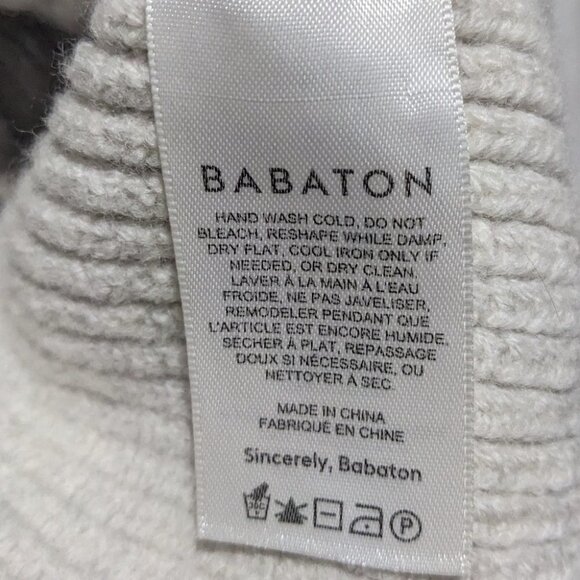 BABATON
HAND WASH COLD, DO NOT
BLEACH, RESHAPE WHILE DAMP,
DRY FLAT, COOL IRON ONLY IF
NEEDED, OR DRY CLEAN.
LAVER À LA MAIN À L'EAU
FROIDE, NE PAS JAVELISER,
REMODELER PENDANT QUE
L'ARTICLE EST ENCORE HUMIDE,
SÉCHER À PLAT, REPASSAGE
DOUX SI NÉCESSAIRE, OU
NETTOYER À SEC.
MADE IN CHINA
FABRIQUÉ EN CHINE
Sincerely, Babaton
P